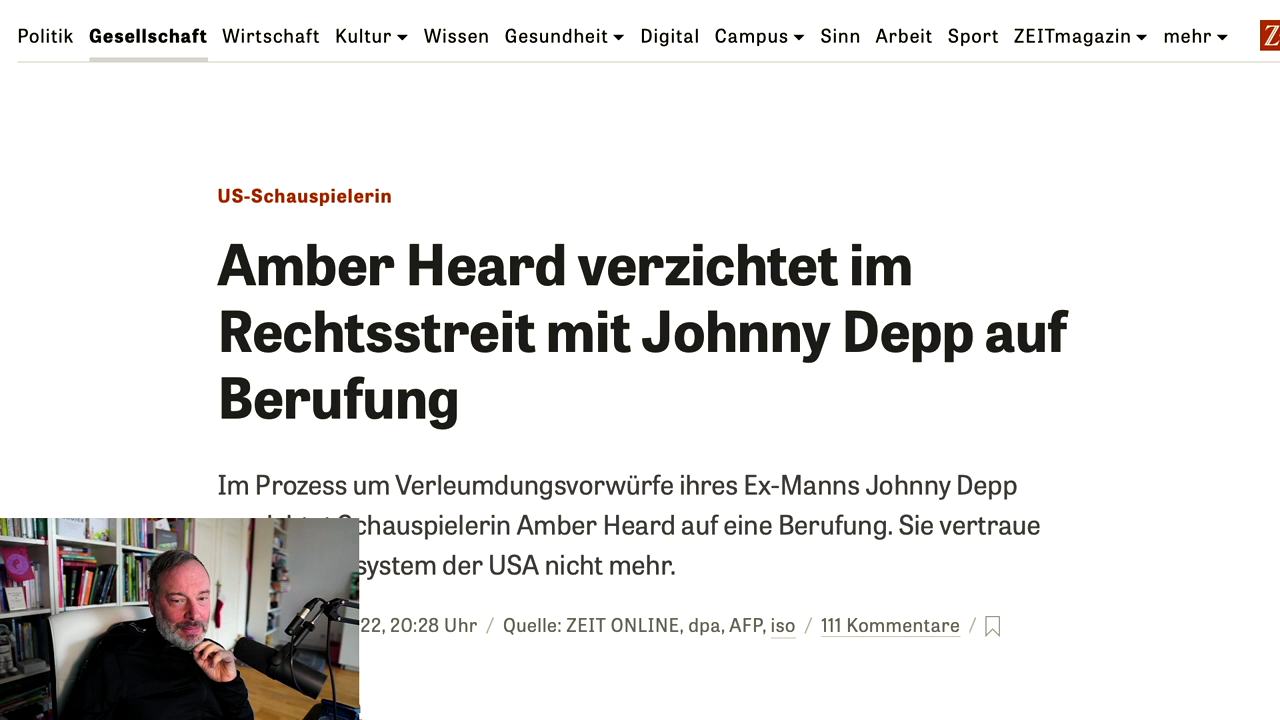 Politik Gesellschaft Wirtschaft Kultur Wissen Gesundheit Digital Campus Sinn Arbeit Sport ZEITmagazin mehr Z
US-Schauspielerin
Amber Heard verzichtet im
Rechtsstreit mit Johnny Depp auf
Berufung
Im Prozess um Verleumdungsvorwürfe ihres Ex-Manns Johnny Depp
Schauspielerin Amber Heard auf eine Berufung. Sie vertraue
system der USA nicht mehr.
22, 20:28 Uhr / Quelle: ZEIT ONLINE, dpa, AFP, iso / 111 Kommentare /